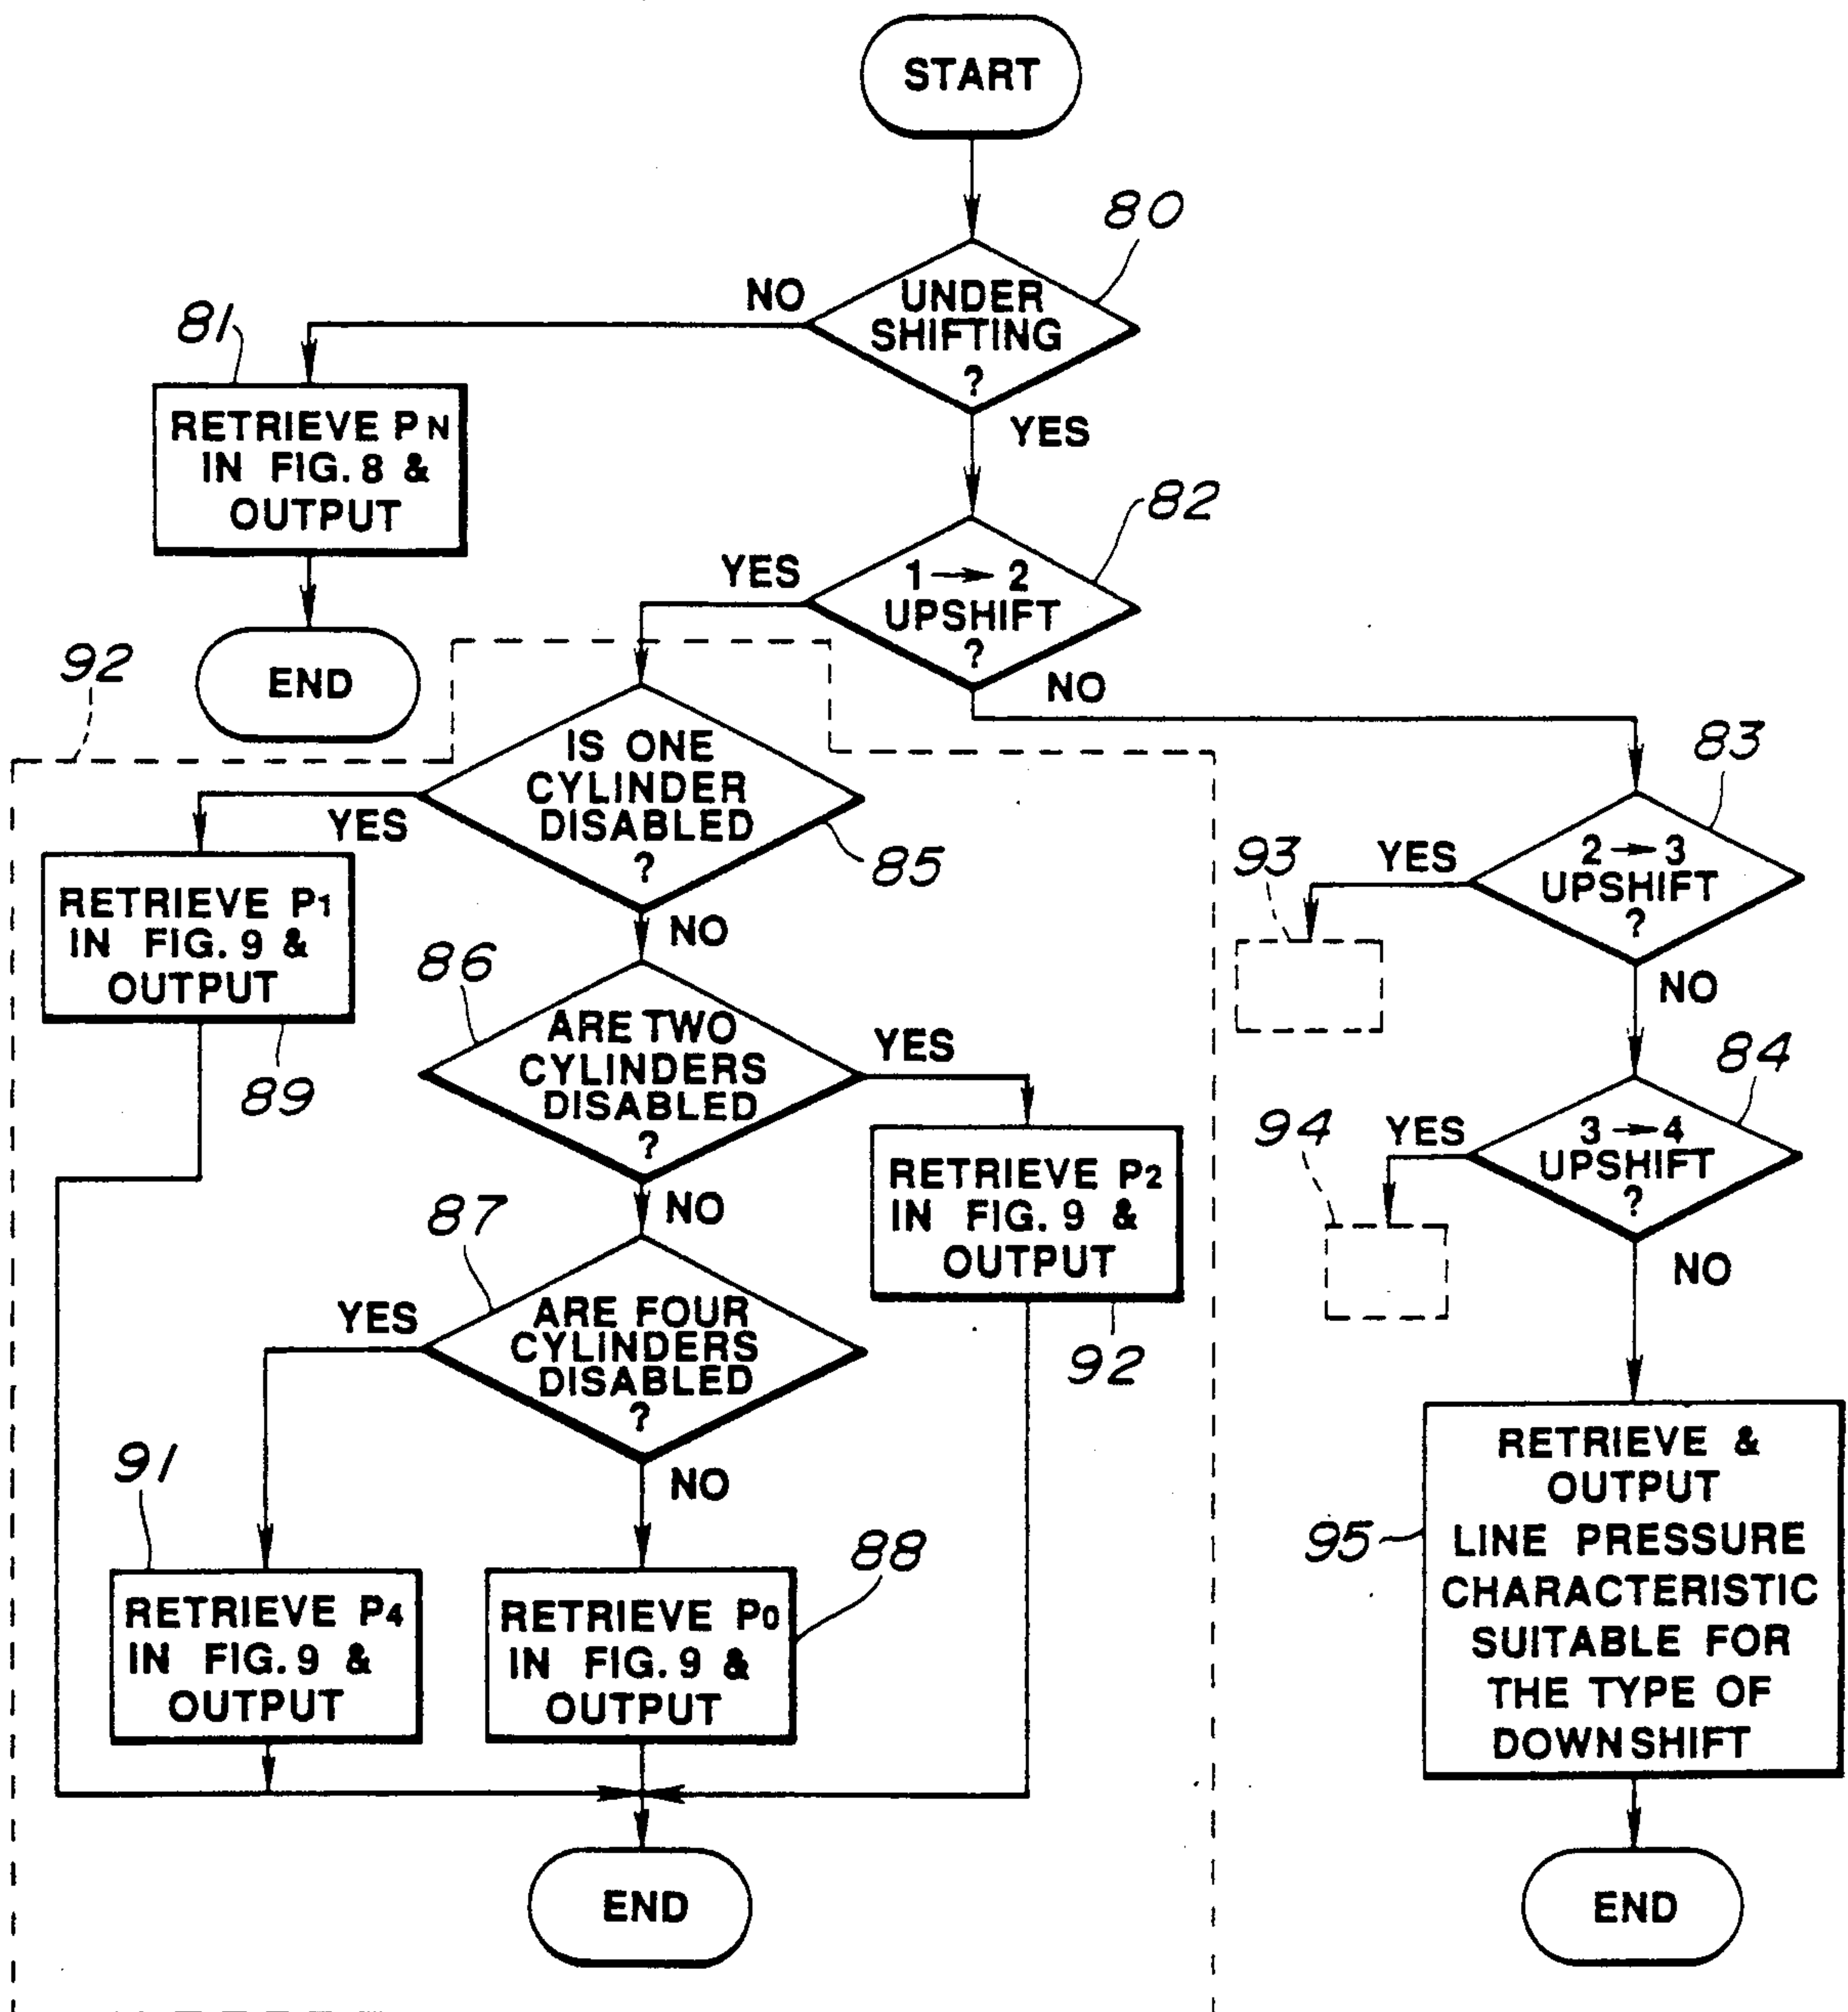 START
80
NO
UNDER
SHIFTING
?
YES
81
RETRIEVE PN
IN FIG. 8 &
OUTPUT
END
82
YES
1 → 2
UPSHIFT
?
NO
92
IS ONE
CYLINDER
DISABLED
?
85
YES
NO
RETRIEVE P1
IN FIG. 9 &
OUTPUT
89
86
ARE TWO
CYLINDERS
DISABLED
?
YES
NO
RETRIEVE P2
IN FIG. 9 &
OUTPUT
92
87
YES
ARE FOUR
CYLINDERS
DISABLED
?
NO
91
RETRIEVE P4
IN FIG. 9 &
OUTPUT
88
RETRIEVE P0
IN FIG. 9 &
OUTPUT
END
83
93
YES
2 → 3
UPSHIFT
?
NO
84
94
YES
3 → 4
UPSHIFT
?
NO
95
RETRIEVE &
OUTPUT
LINE PRESSURE
CHARACTERISTIC
SUITABLE FOR
THE TYPE OF
DOWNSHIFT
END